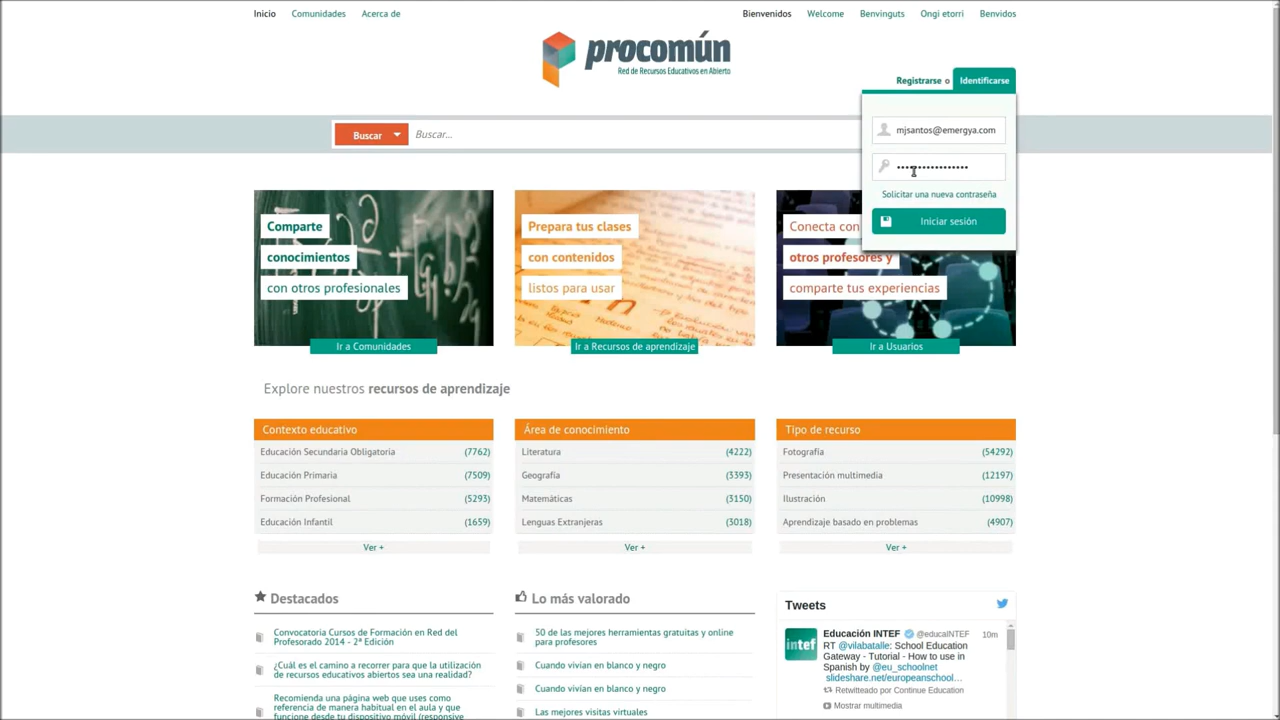 Inicio Comunidades Acerca de
Bienvenidos Welcome Benvinguts Ongi etorri Benvidos
procomún
Red de Recursos Educativos en Abierto
Registrarse o Identificarse
mjsantos@emergya.com
Solicitar una nueva contraseña
Iniciar sesión
Buscar
Buscar...
Comparte
conocimientos
con otros profesionales
Ir a Comunidades
Prepara tus clases
con contenidos
listos para usar
Ir a Recursos de aprendizaje
Conecta con
otros profesores y
comparte tus experiencias
Ir a Usuarios
Explore nuestros recursos de aprendizaje
Contexto educativo
Educación Secundaria Obligatoria (7762)
Educación Primaria (7509)
Formación Profesional (5293)
Educación Infantil (1659)
Ver +
Área de conocimiento
Literatura (4222)
Geografía (3393)
Matemáticas (3150)
Lenguas Extranjeras (3018)
Ver +
Tipo de recurso
Fotografía (54292)
Presentación multimedia (12197)
Ilustración (10998)
Aprendizaje basado en problemas (4907)
Ver +
Destacados
Convocatoria Cursos de Formación en Red del
Profesorado 2014 - 2ª Edición
¿Cuál es el camino a recorrer para que la utilización
de recursos educativos abiertos sea una realidad?
Recomienda una página web que uses como
referencia de manera habitual en el aula y que
funcione desde tu dispositivo móvil (responsive
Lo más valorado
50 de las mejores herramientas gratuitas y online
para profesores
Cuando vivían en blanco y negro
Cuando vivían en blanco y negro
Las mejores visitas virtuales
Tweets
intef
Educación INTEF @educaINTEF 10m
RT @vilabatalle: School Education
Gateway - Tutorial - How to use in
Spanish by @eu_schoolnet
slideshare.net/europeanschool...
Retwitteado por Continue Education
Mostrar multimedia